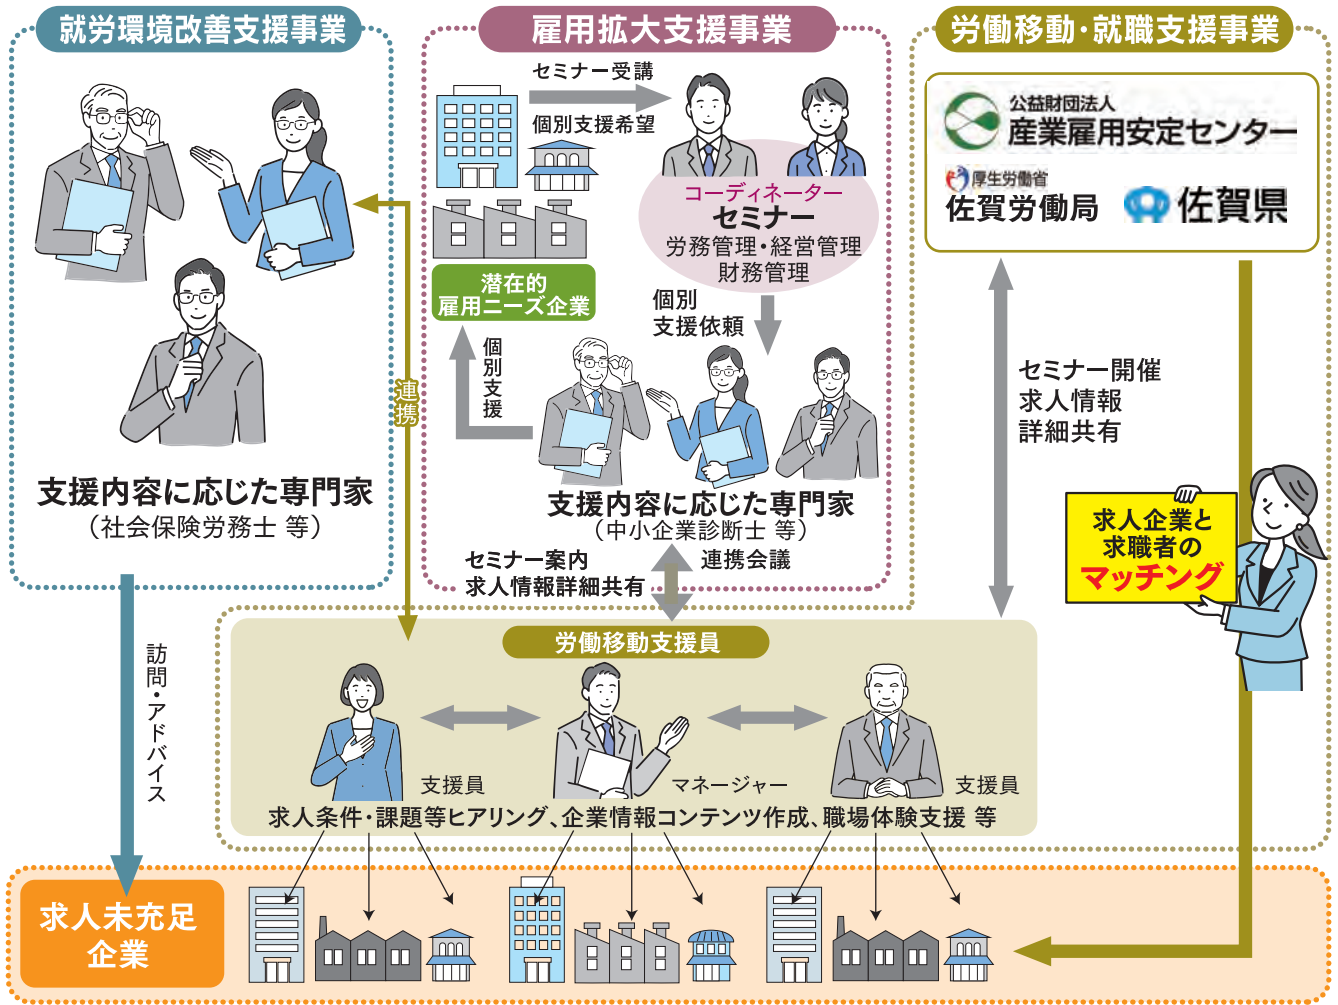 就労環境改善支援事業
支援内容に応じた専門家
（社会保険労務士 等）
訪問・アドバイス
連携
雇用拡大支援事業
セミナー受講
個別支援希望
コーディネーター
セミナー
労務管理・経営管理
財務管理
潜在的
雇用ニーズ企業
個別
支援依頼
個別支援
支援内容に応じた専門家
（中小企業診断士 等）
セミナー案内
求人情報詳細共有
連携会議
労働移動・就職支援事業
公益財団法人
産業雇用安定センター
厚生労働省
佐賀労働局
佐賀県
セミナー開催
求人情報
詳細共有
求人企業と
求職者の
マッチング
労働移動支援員
支援員
マネージャー
支援員
求人条件・課題等ヒアリング、企業情報コンテンツ作成、職場体験支援 等
求人未充足
企業